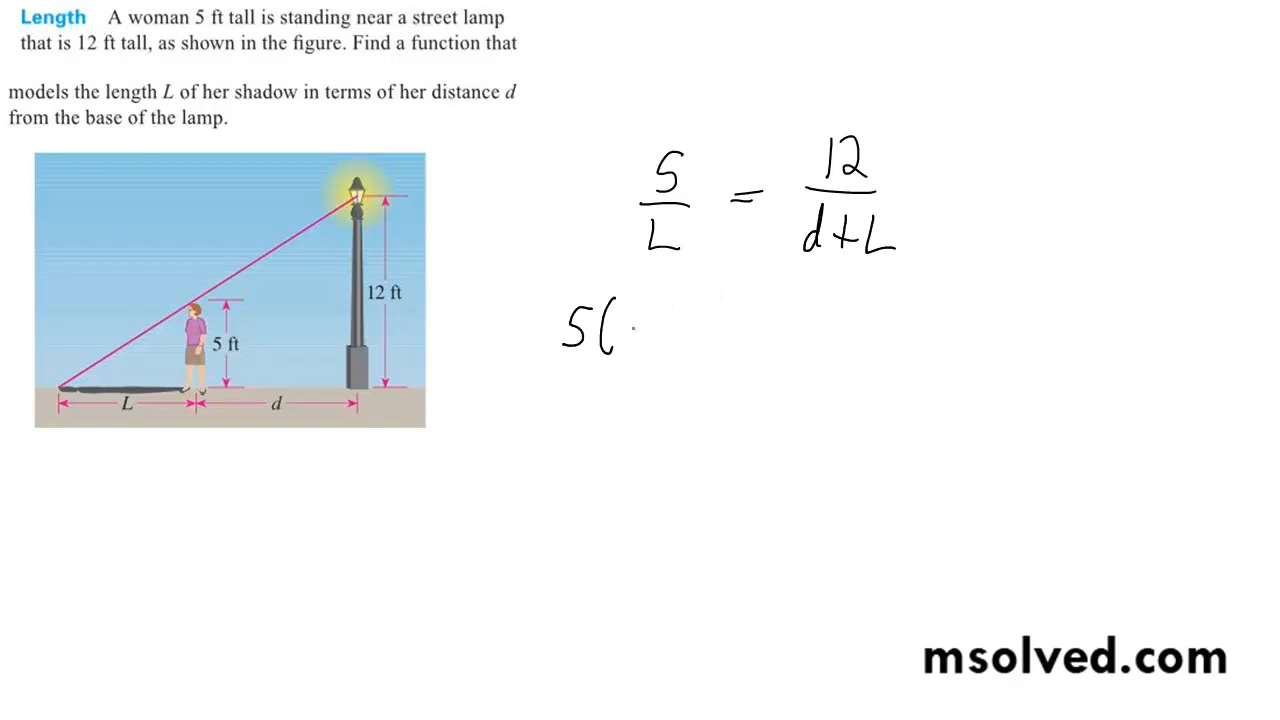 Length A woman 5 ft tall is standing near a street lamp
that is 12 ft tall, as shown in the figure. Find a function that
models the length L of her shadow in terms of her distance d
from the base of the lamp.
12 ft
5 ft
L d
5/L = 12/d+L
5(
msolved.com